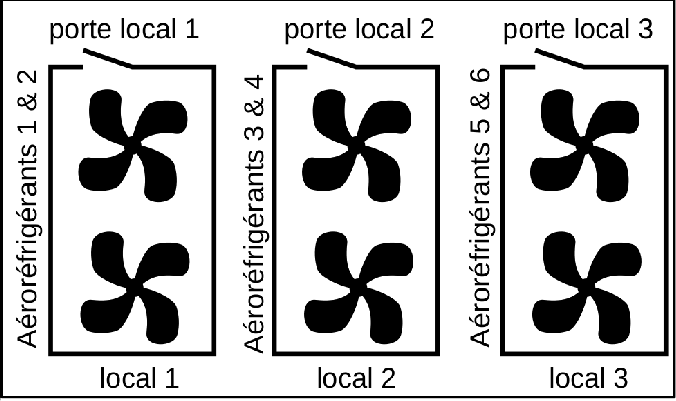 porte local 1
porte local 2
porte local 3
Aéroréfrigérants 1 & 2
Aéroréfrigérants 3 & 4
Aéroréfrigérants 5 & 6
local 1
local 2
local 3